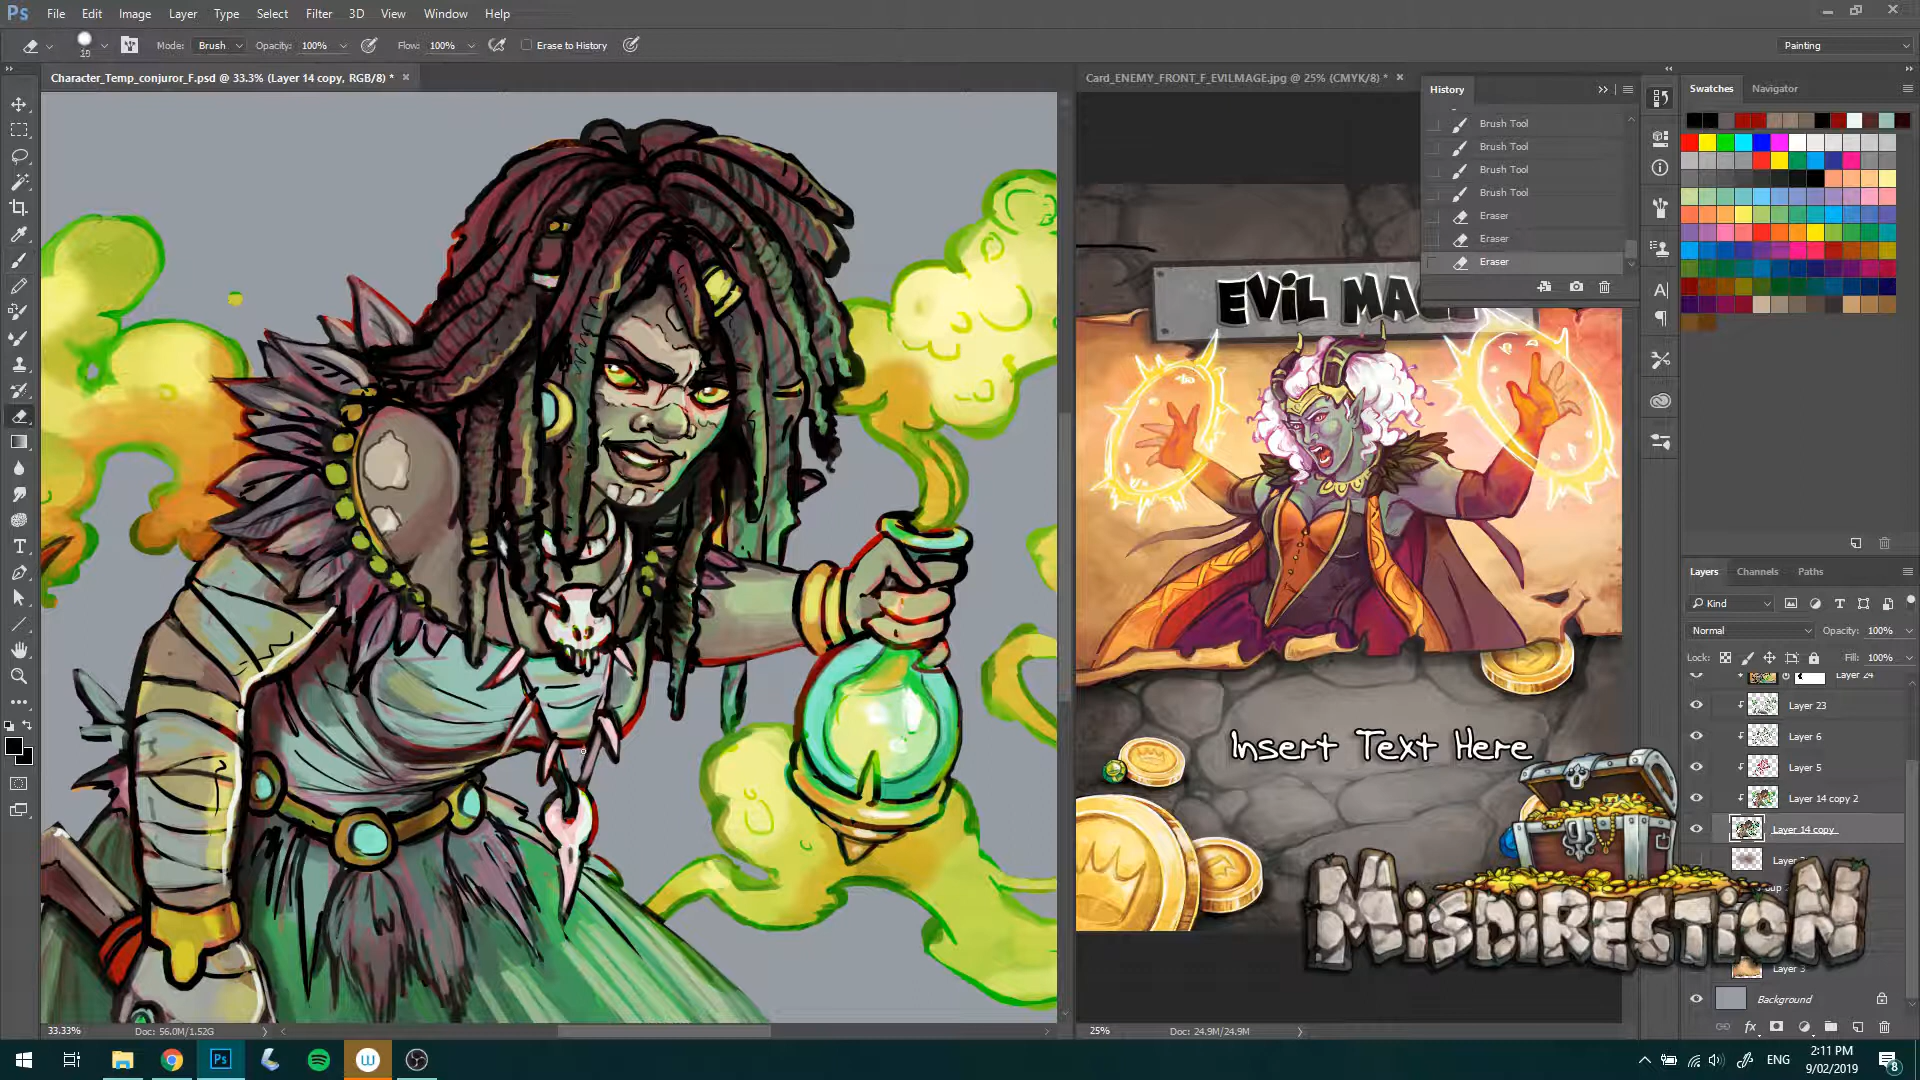 Ps File Edit Image Layer Type Select Filter 3D View Window Help
Mode: Brush Opacity: 100% Flow: 100% Erase to History Painting
Character_Temp_conjuror_F.psd @ 33.3% (Layer 14 copy, RGB/8) * ×
Card_ENEMY_FRONT_F_EVILMAGE.jpg @ 25% (CMYK/8) * ×
History
Brush Tool
Brush Tool
Brush Tool
Brush Tool
Eraser
Eraser
Eraser
Swatches Navigator
EVIL
Insert Text Here
MISDIRECTION
Layers Channels Paths
Kind
Normal Opacity: 100%
Lock: Fill: 100%
Layer 24
Layer 23
Layer 6
Layer 5
Layer 14 copy 2
Layer 14 copy
Layer 3
Background
33.33% Doc: 56.0M/1.52G
25% Doc: 24.9M/24.9M
ENG
2:11 PM
9/02/2019
8